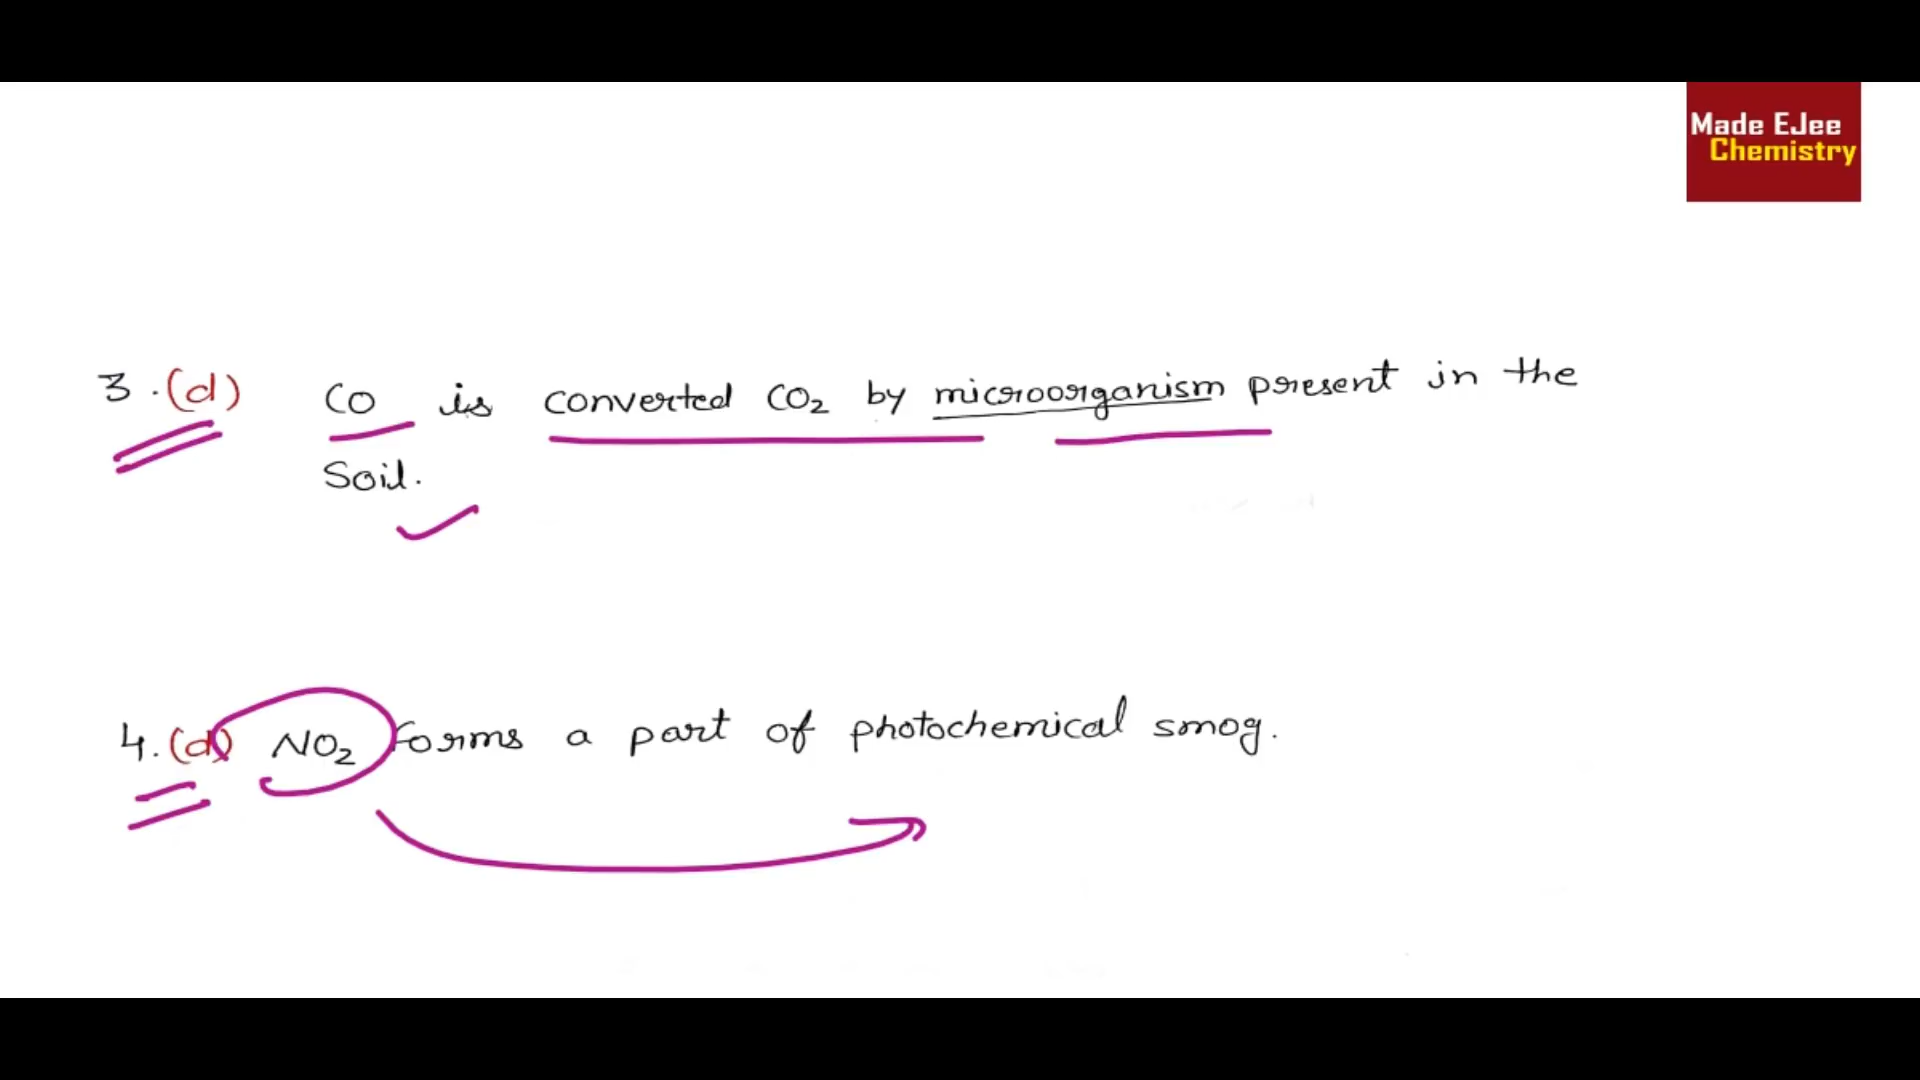 Made EJee
Chemistry
3.(d) CO is converted CO₂ by microorganism present in the
Soil.
4.(d) NO₂ forms a part of photochemical smog.